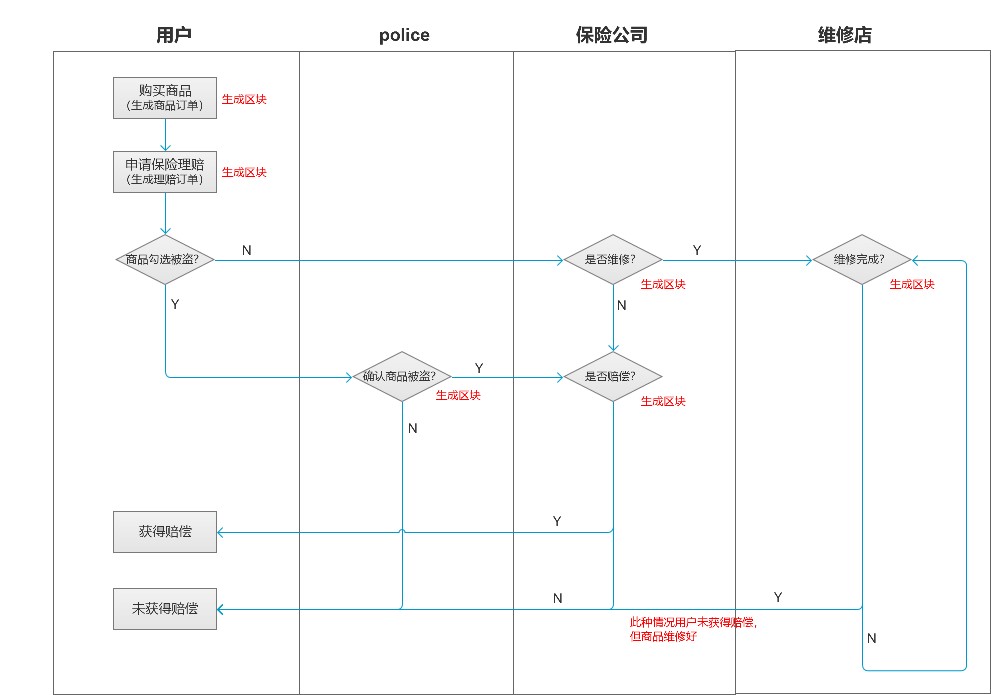 用户
police
保险公司
维修店
购买商品
（生成商品订单）
生成区块
申请保险理赔
（生成理赔订单）
生成区块
商品勾选被盗?
N
是否维修?
Y
维修完成?
生成区块
生成区块
Y
N
确认商品被盗?
Y
是否赔偿?
生成区块
生成区块
N
获得赔偿
Y
未获得赔偿
N
Y
此种情况用户未获得赔偿，
但商品维修好
N